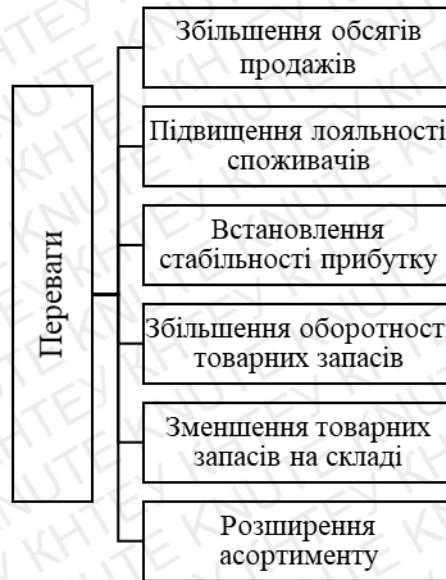 Переваги
Збільшення обсягів
продажів
Підвищення лояльності
споживачів
Встановлення
стабільності прибутку
Збільшення оборотност
товарних запасів
Зменшення товарних
запасів на складі
Розширення
асортименту